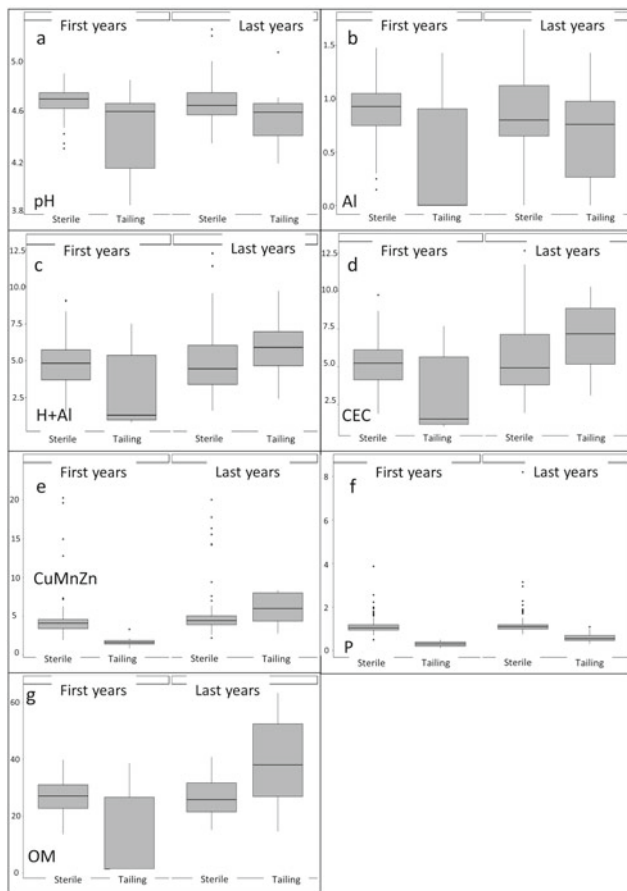 First years Last years
a
5.0
4.6
4.2
3.8
pH
Sterile Tailing Sterile Tailing
First years Last years
b
1.5
1.0
0.5
0.0
Al
Sterile Tailing Sterile Tailing
First years Last years
c
12.5
10.0
7.5
5.0
2.5
H+Al
Sterile Tailing Sterile Tailing
First years Last years
d
12.5
10.0
7.5
5.0
2.5
CEC
Sterile Tailing Sterile Tailing
First years Last years
e
20
15
10
5
0
CuMnZn
Sterile Tailing Sterile Tailing
First years Last years
f
8
6
4
2
0
P
Sterile Tailing Sterile Tailing
First years Last years
g
60
40
20
0
OM
Sterile Tailing Sterile Tailing